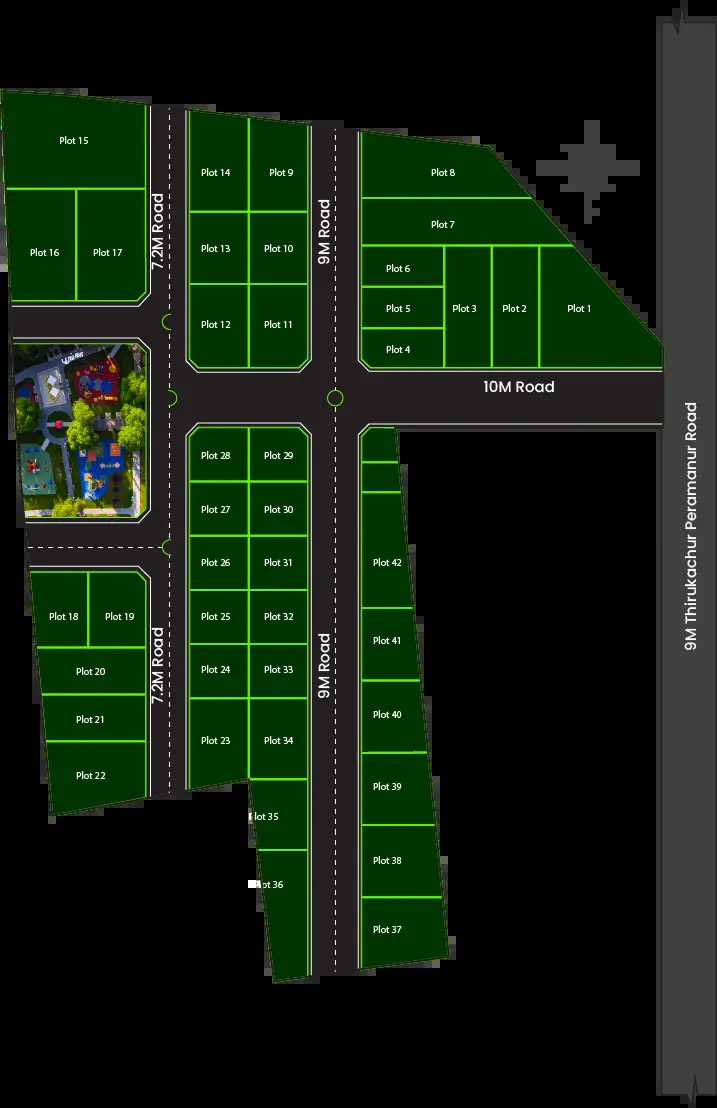 Plot 15
Plot 14
Plot 9
Plot 8
7.2M Road
9M Road
Plot 7
Plot 16
Plot 17
Plot 13
Plot 10
Plot 6
Plot 5
Plot 3
Plot 2
Plot 1
Plot 12
Plot 11
Plot 4
பூங்கா
10M Road
9M Thirukachur Peramanur Road
Plot 28
Plot 29
Plot 27
Plot 30
Plot 26
Plot 31
Plot 42
Plot 18
Plot 19
Plot 25
Plot 32
Plot 41
7.2M Road
9M Road
Plot 20
Plot 24
Plot 33
Plot 21
Plot 40
Plot 23
Plot 34
Plot 22
Plot 39
Plot 35
Plot 38
Plot 36
Plot 37